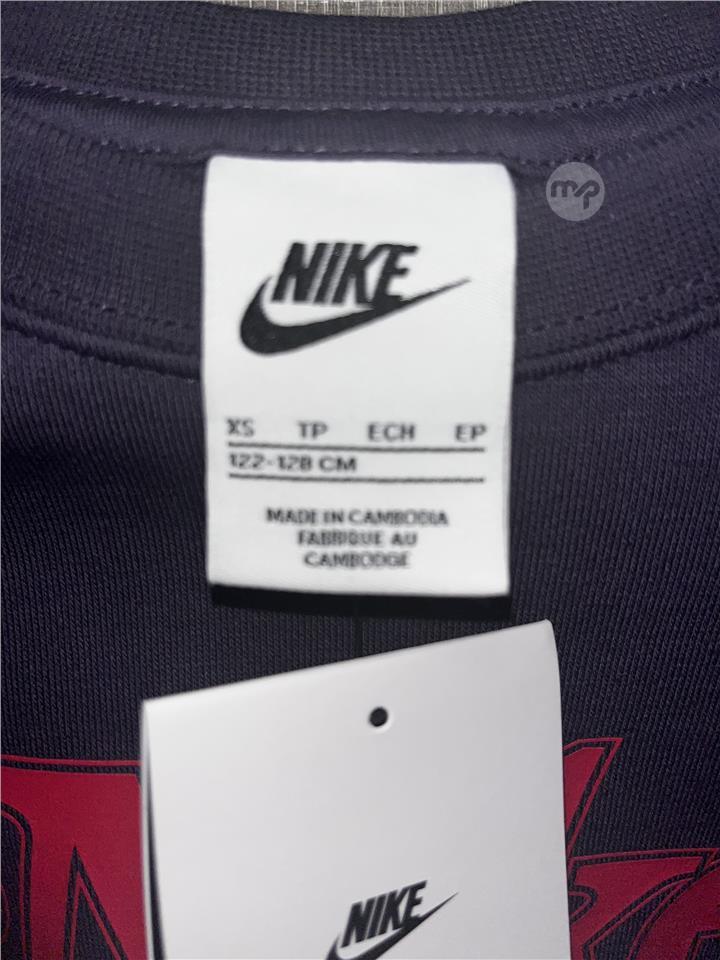 mp
NIKE
XS TP ECH EP
122-128 CM
MADE IN CAMBODIA
FABRIQUE AU
CAMBODGE
NIKE